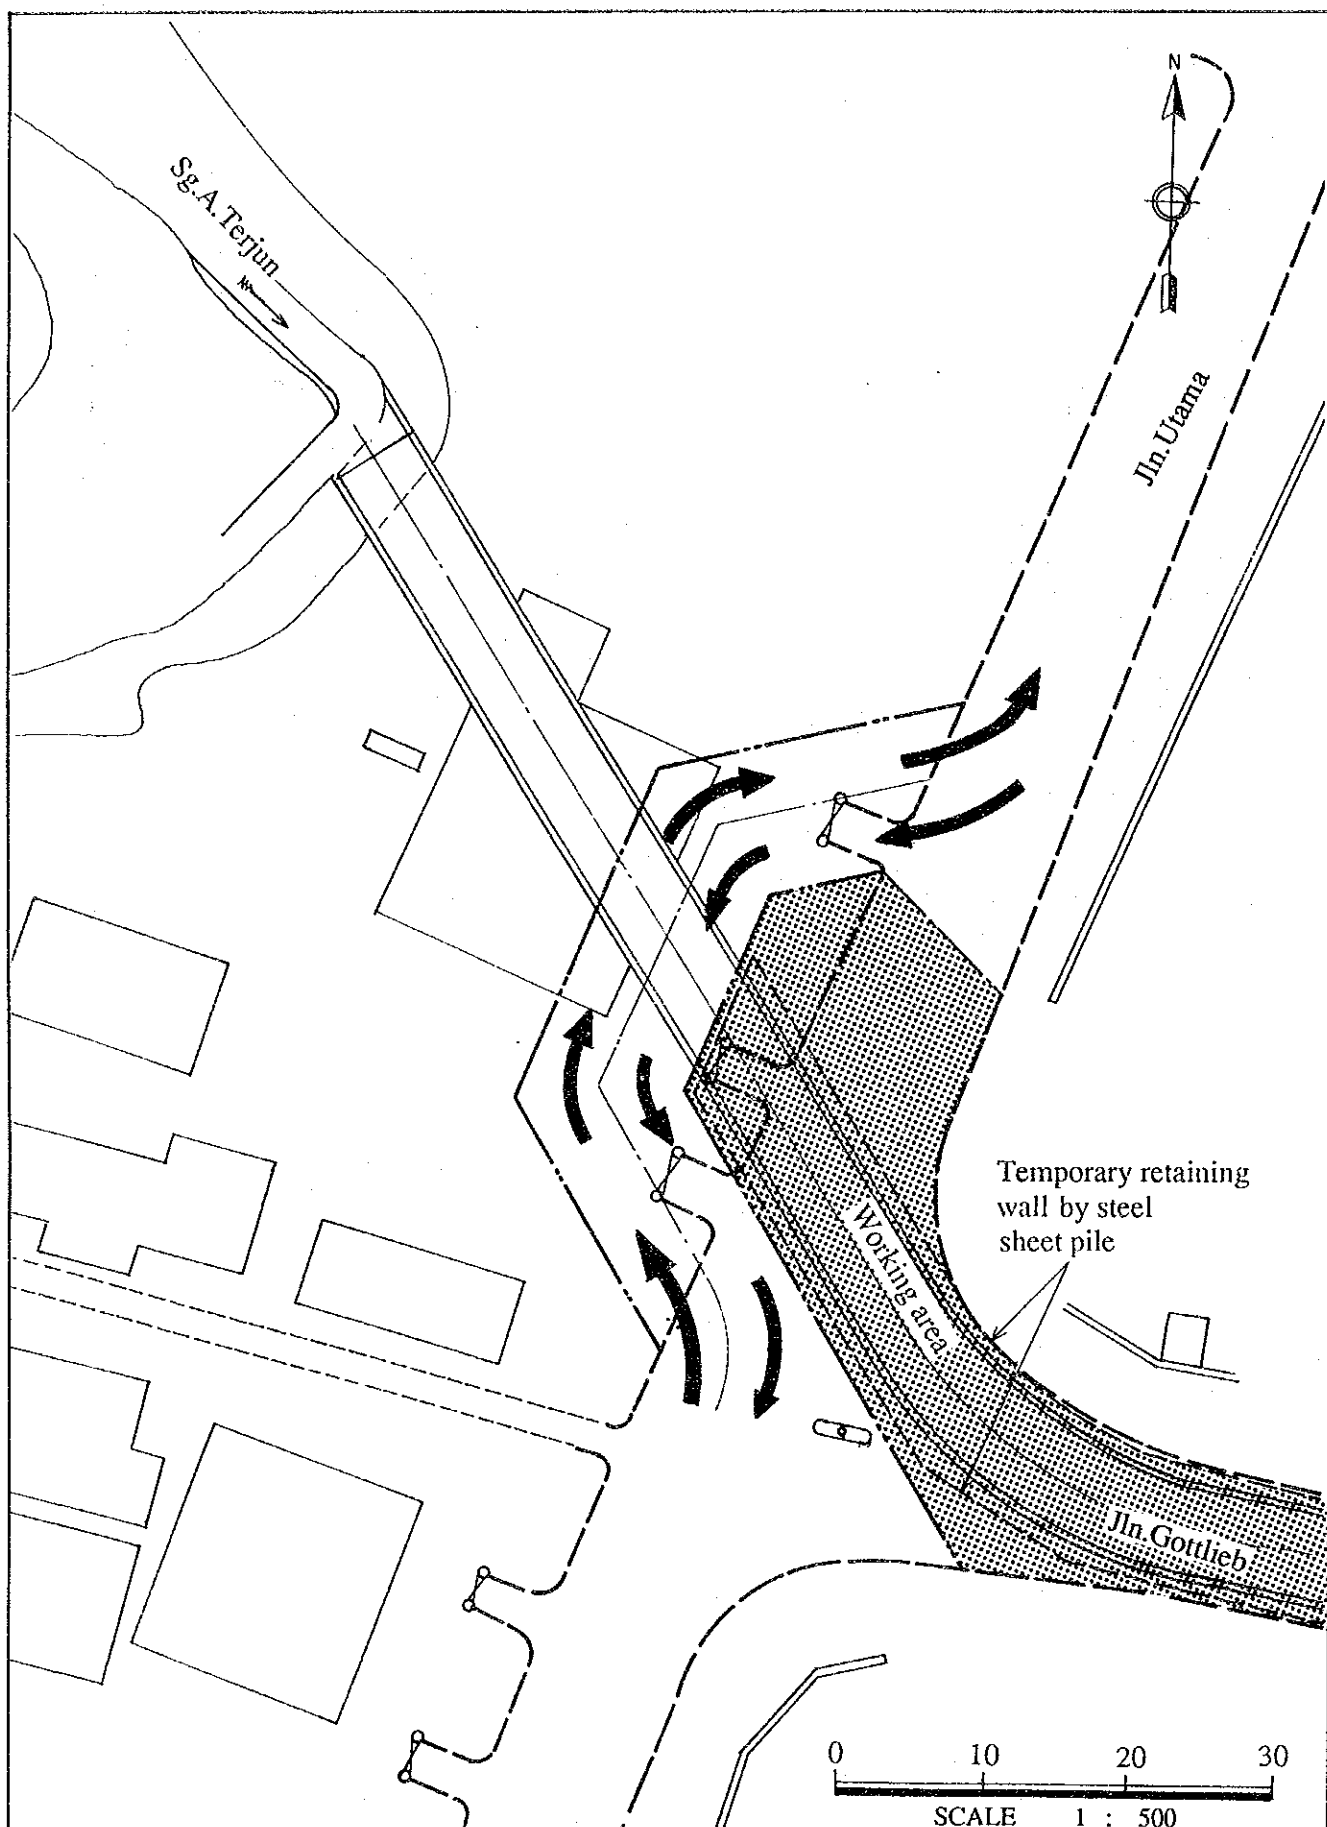 N
Sg.A.Terjun
Jln.Utama
Temporary retaining
wall by steel
sheet pile
Working area
Jln.Gottlieb
0 10 20 30
SCALE 1 : 500